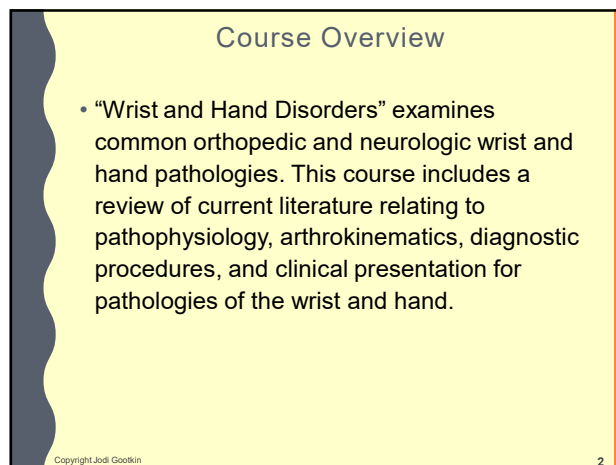 Course Overview
• “Wrist and Hand Disorders” examines
common orthopedic and neurologic wrist and
hand pathologies. This course includes a
review of current literature relating to
pathophysiology, arthrokinematics, diagnostic
procedures, and clinical presentation for
pathologies of the wrist and hand.
Copyright Jodi Gootkin
2